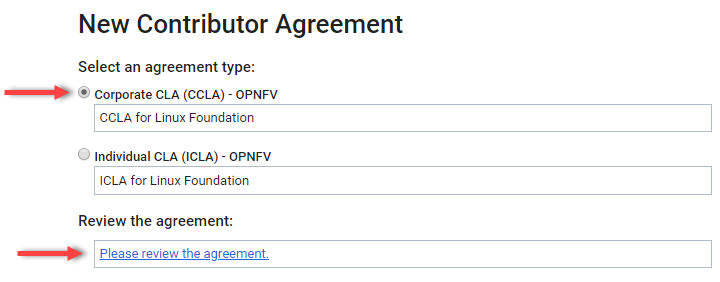 New Contributor Agreement
Select an agreement type:
Corporate CLA (CCLA) - OPNFV
CCLA for Linux Foundation
Individual CLA (ICLA) - OPNFV
ICLA for Linux Foundation
Review the agreement:
Please review the agreement.